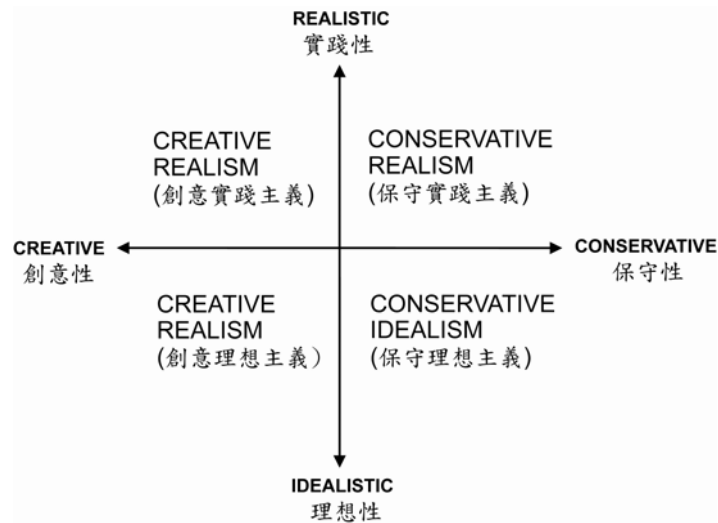 REALISTIC
實踐性
CREATIVE
REALISM
(創意實踐主義)
CONSERVATIVE
REALISM
(保守實踐主義)
CREATIVE
創意性
CONSERVATIVE
保守性
CREATIVE
REALISM
(創意理想主義)
CONSERVATIVE
IDEALISM
(保守理想主義)
IDEALISTIC
理想性